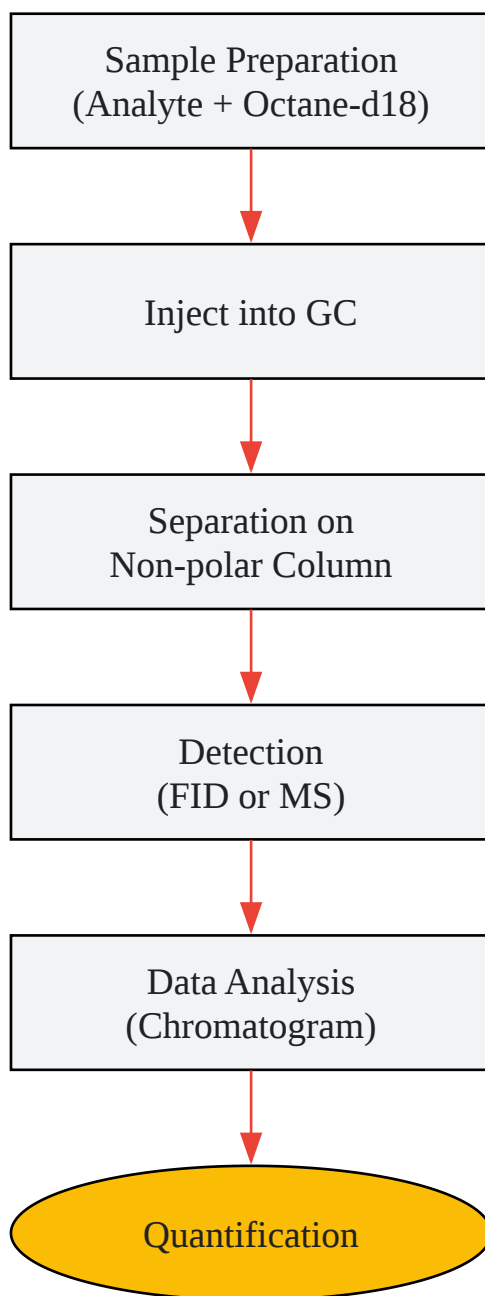 Sample Preparation
(Analyte + Octane-d18)
Inject into GC
Separation on
Non-polar Column
Detection
(FID or MS)
Data Analysis
(Chromatogram)
Quantification